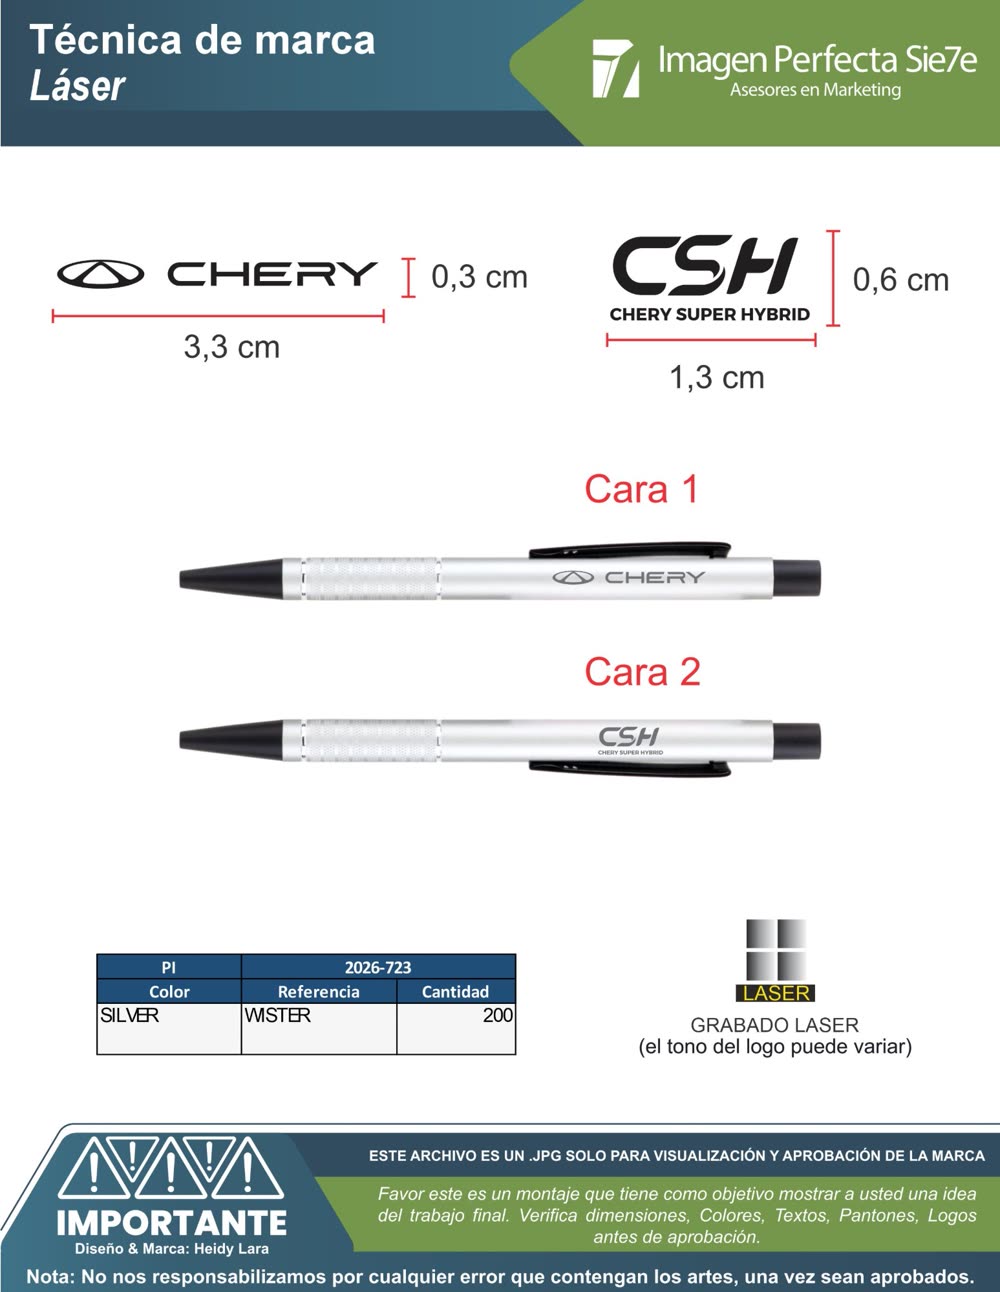 Técnica de marca
Láser
Imagen Perfecta Sie7e
Asesores en Marketing
CHERY
0,3 cm
3,3 cm
CSH
CHERY SUPER HYBRID
0,6 cm
1,3 cm
Cara 1
CHERY
Cara 2
CSH
CHERY SUPER HYBRID
PI 2026-723
Color Referencia Cantidad
SILVER WISTER 200
LASER
GRABADO LASER
(el tono del logo puede variar)
IMPORTANTE
Diseño & Marca: Heidy Lara
ESTE ARCHIVO ES UN .JPG SOLO PARA VISUALIZACIÓN Y APROBACIÓN DE LA MARCA
Favor este es un montaje que tiene como objetivo mostrar a usted una idea
del trabajo final. Verifica dimensiones, Colores, Textos, Pantones, Logos
antes de aprobación.
Nota: No nos responsabilizamos por cualquier error que contengan los artes, una vez sean aprobados.